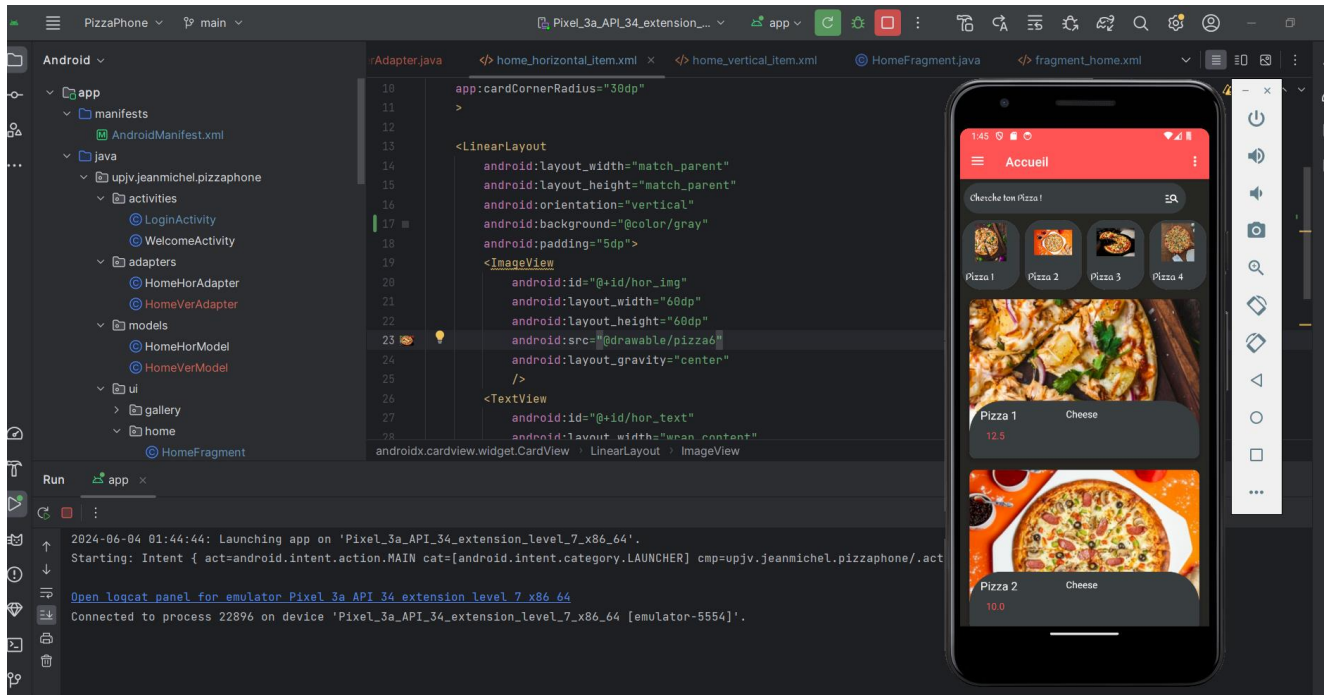 PizzaPhone main Pixel_3a_API_34_extension_... app
Android
rAdapter.java home_horizontal_item.xml home_vertical_item.xml HomeFragment.java fragment_home.xml
app
manifests
AndroidManifest.xml
java
upjv.jeanmichel.pizzaphone
activities
LoginActivity
WelcomeActivity
adapters
HomeHorAdapter
HomeVerAdapter
models
HomeHorModel
HomeVerModel
ui
gallery
home
HomeFragment
10 app:cardCornerRadius="30dp"
11 >
12
13 <LinearLayout
14 android:layout_width="match_parent"
15 android:layout_height="match_parent"
16 android:orientation="vertical"
17 android:background="@color/gray"
18 android:padding="5dp">
19 <ImageView
20 android:id="@+id/hor_img"
21 android:layout_width="60dp"
22 android:layout_height="60dp"
23 android:src="@drawable/pizza6"
24 android:layout_gravity="center"
25 />
26 <TextView
27 android:id="@+id/hor_text"
28 android:layout_width="wrap_content"
androidx.cardview.widget.CardView › LinearLayout › ImageView
1:45
Accueil
Cherche ton Pizza !
Pizza 1 Pizza 2 Pizza 3 Pizza 4
Pizza 1 Cheese
12.5
Pizza 2 Cheese
10.0
Run app
2024-06-04 01:44:44: Launching app on 'Pixel_3a_API_34_extension_level_7_x86_64'.
Starting: Intent { act=android.intent.action.MAIN cat=[android.intent.category.LAUNCHER] cmp=upjv.jeanmichel.pizzaphone/.act
Open logcat panel for emulator Pixel 3a API 34 extension level 7 x86 64
Connected to process 22896 on device 'Pixel_3a_API_34_extension_level_7_x86_64 [emulator-5554]'.